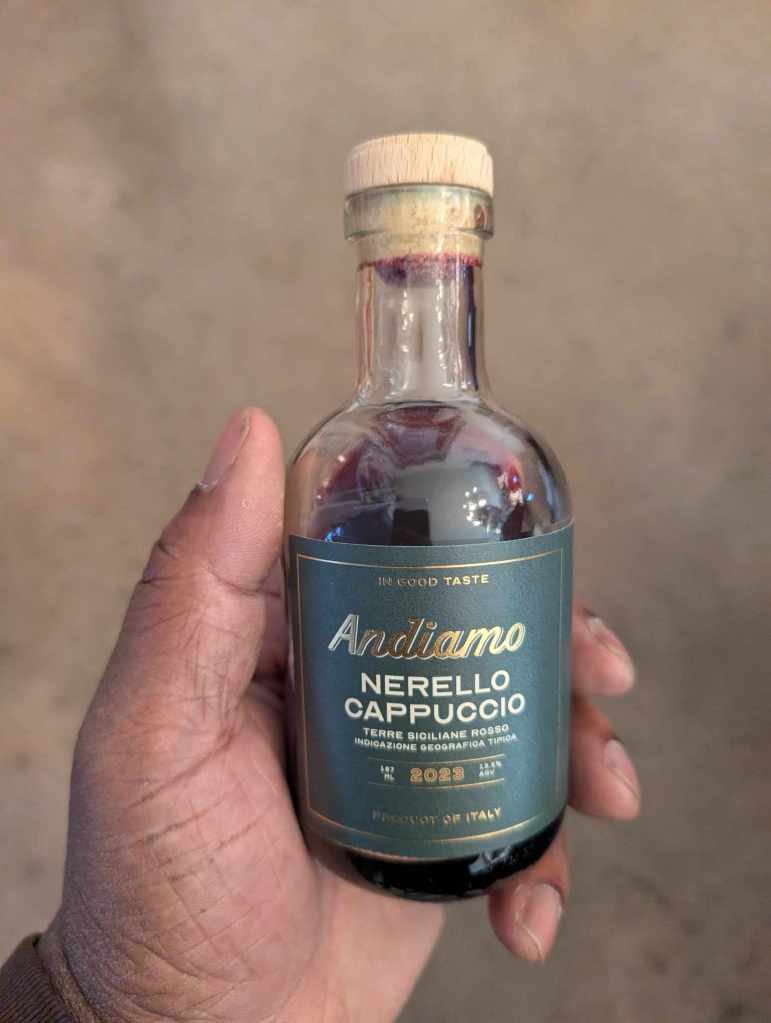 IN GOOD TASTE
Andiamo
NERELLO
CAPPUCCIO
TERRE SICILIANE ROSSO
INDICAZIONE GEOGRAFICA TIPICA
187 ML 2023 13.5% ABV
PRODUCT OF ITALY